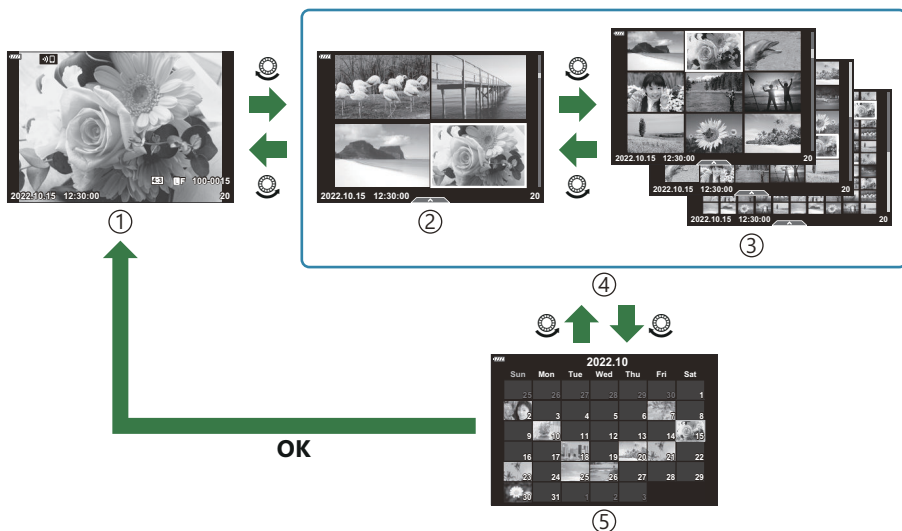 4:3 LF 100-0015
2022.10.15 12:30:00 20
①
2022.10.15 12:30:00 20
②
2022.10.15 12:30:00 20
2022.10.15 12:30:00 20
2022.10.15 12:30:00 20
③
④
2022.10
Sun Mon Tue Wed Thu Fri Sat
25 26 27 28 29 30 1
2 3 4 5 6 7 8
9 10 11 12 13 14 15
16 17 18 19 20 21 22
23 24 25 26 27 28 29
30 31 1 2 3
⑤
OK